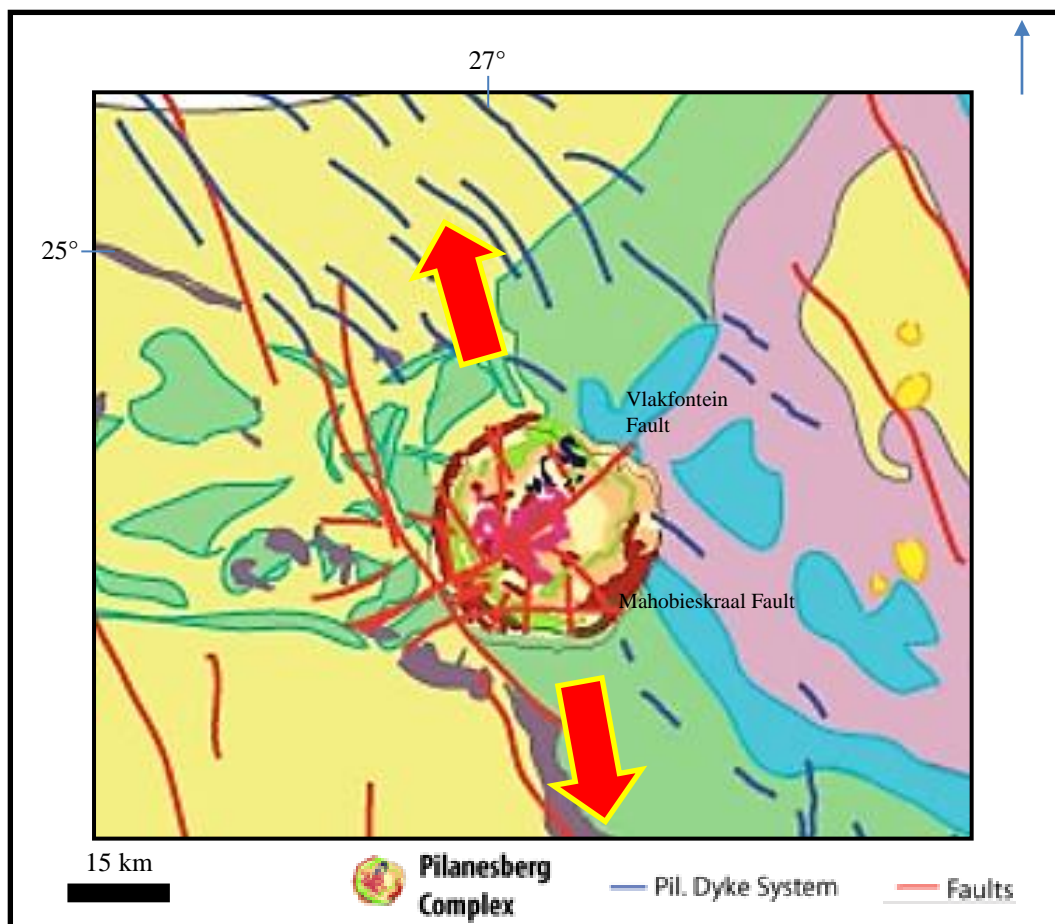 27°
25°
Vlakfontein
Fault
Mahobieskraal Fault
15 km
Pilanesberg
Complex
Pil. Dyke System
Faults